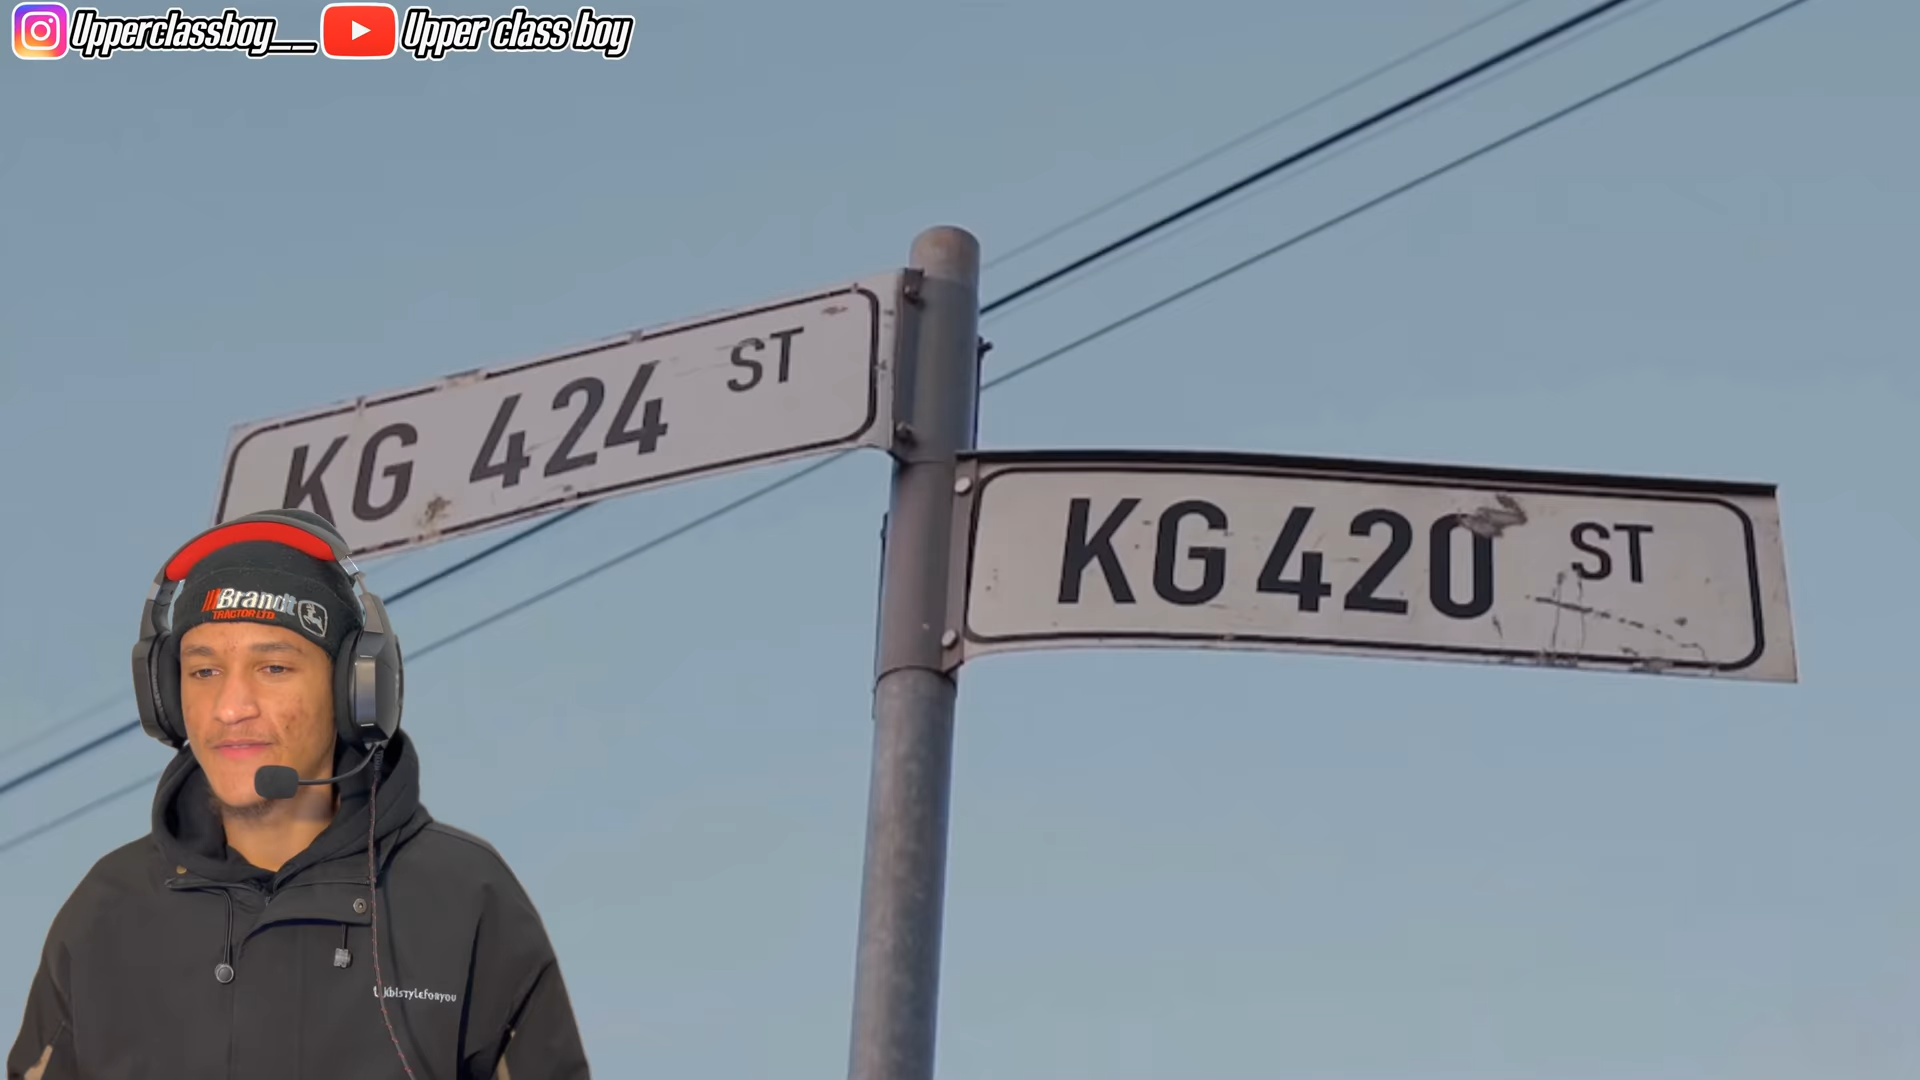 Upperclassboy__ Upper class boy
KG 424 ST
KG 420 ST
Brandt
TRACTOR LTD